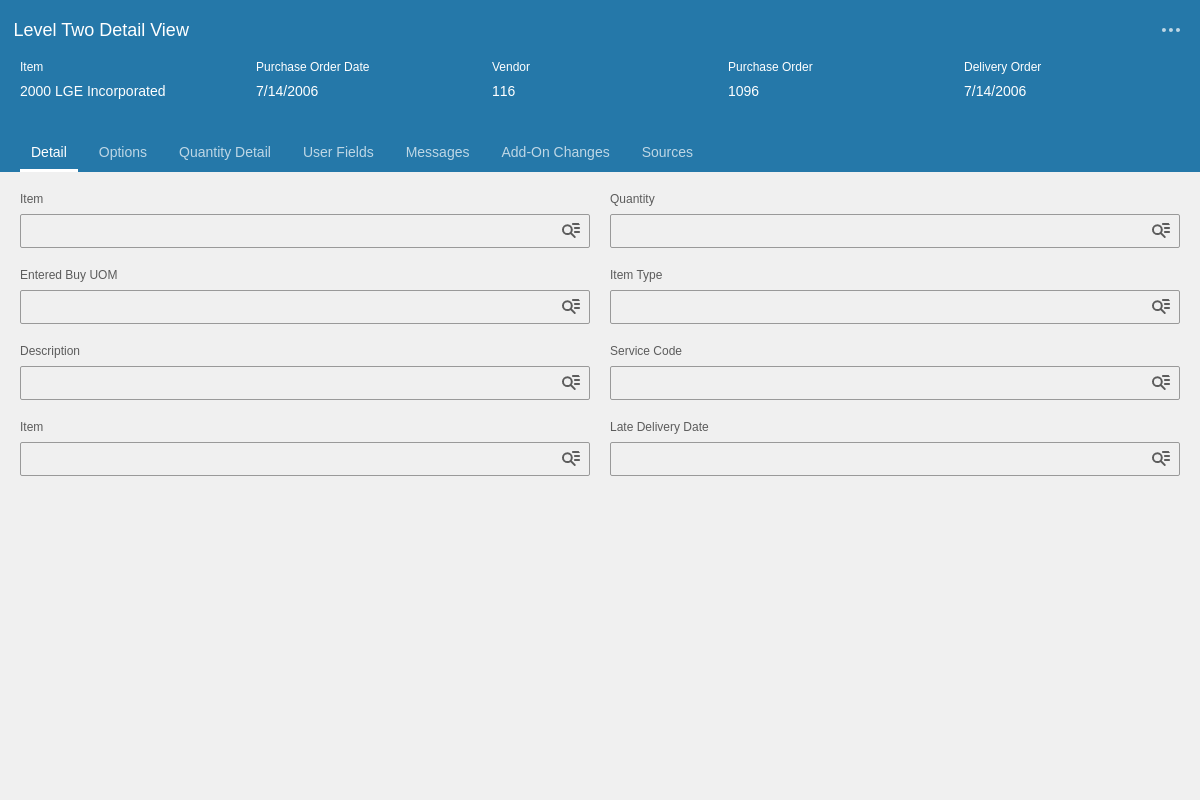 Level Two Detail View
Item Purchase Order Date Vendor Purchase Order Delivery Order
2000 LGE Incorporated 7/14/2006 116 1096 7/14/2006
Detail Options Quantity Detail User Fields Messages Add-On Changes Sources
Item Quantity
Entered Buy UOM Item Type
Description Service Code
Item Late Delivery Date